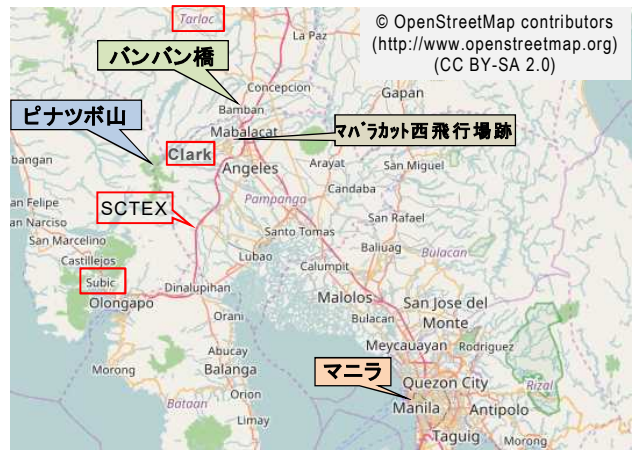 Tarlac
© OpenStreetMap contributors
(http://www.openstreetmap.org)
(CC BY-SA 2.0)
La Paz
バンバン橋
Concepcion
Gapan
Bamban
ピナツボ山
Mabalacat
マバラカット西飛行場跡
Clark
abangan
Angeles
Arayat
San Miguel
Candaba
an Felipe
SCTEX
Pampanga
San Rafael
an Narciso
Santo Tomas
San Marcelino
Baliuag
Bulacan
Castillejos
Lubao
Calumpit
Subic
Dinalupihan
Olongapo
Malolos
San Jose del
Monte
Orani
Bulacan
Meycauayan
Rodriguez
Abucay
Morong
Balanga
マニラ
Quezon City
Rizal
Orion
Bataan
Manila
Antipolo
Limay
Taguig
Morong